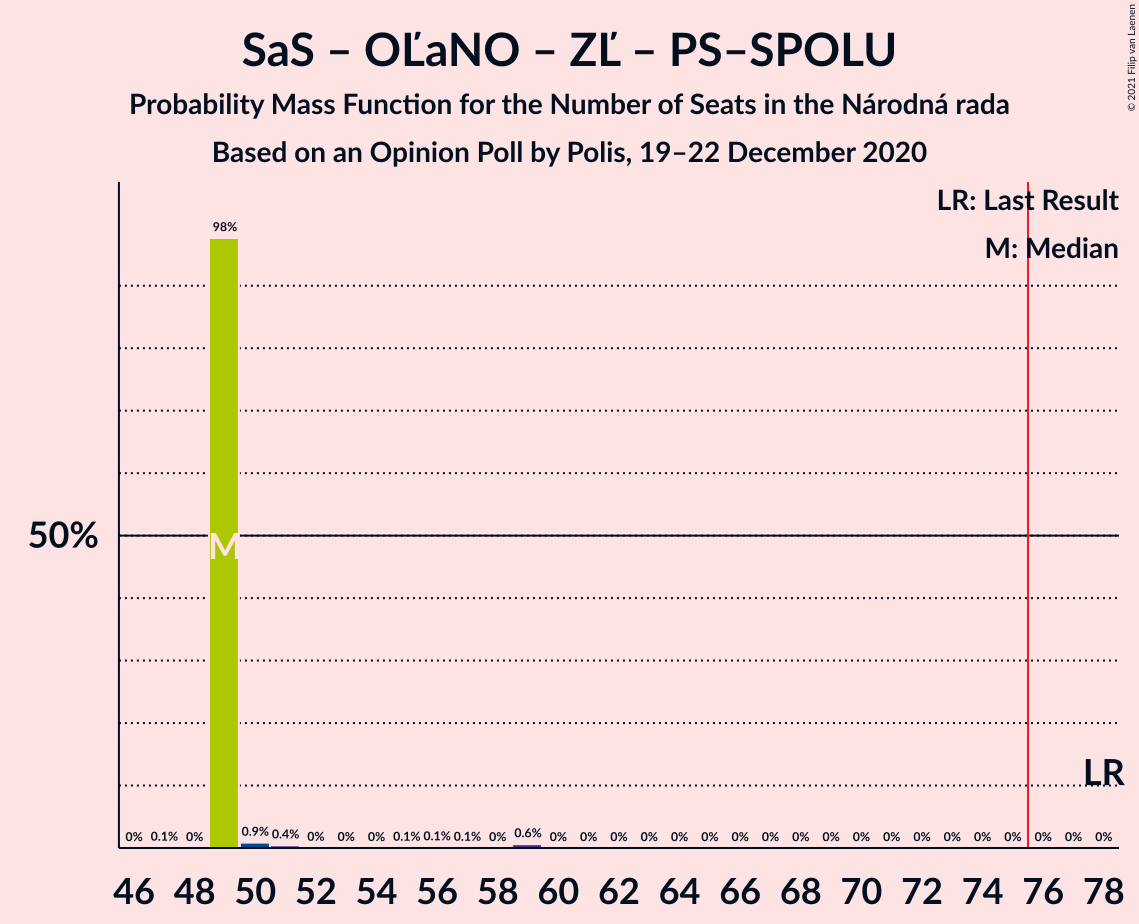 SaS – OĽaNO – ZĽ – PS–SPOLU
Probability Mass Function for the Number of Seats in the Národná rada
Based on an Opinion Poll by Polis, 19–22 December 2020
© 2021 Filip van Laenen
LR: Last Result
M: Median
98%
50%
M
LR
0% 0.1% 0% 0.9% 0.4% 0% 0% 0% 0.1% 0.1% 0.1% 0% 0.6% 0% 0% 0% 0% 0% 0% 0% 0% 0% 0% 0% 0% 0% 0% 0% 0% 0% 0% 0%
46 48 50 52 54 56 58 60 62 64 66 68 70 72 74 76 78